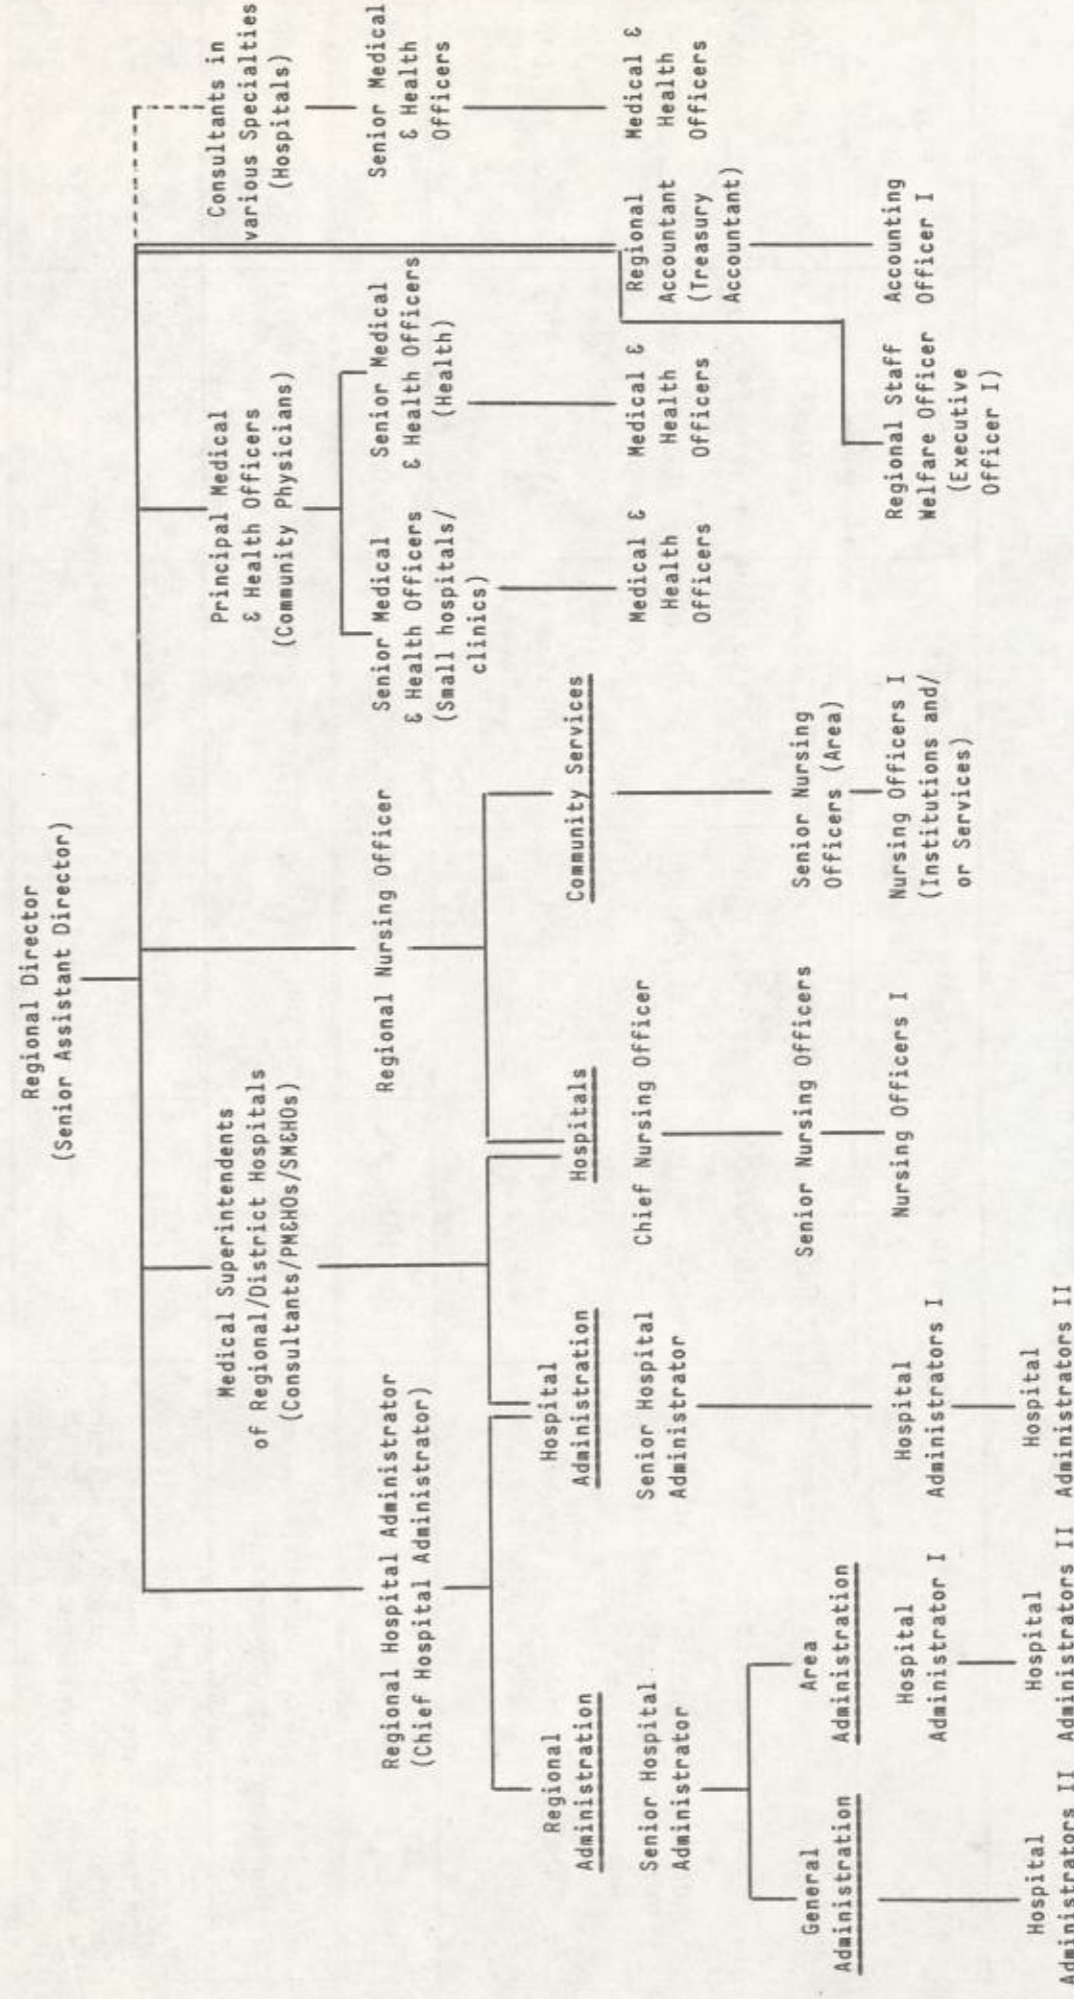 Regional Director
(Senior Assistant Director)
Medical Superintendents
of Regional/District Hospitals
(Consultants/PM&HOs/SM&HOs)
Principal Medical
& Health Officers
(Community Physicians)
Consultants in
various Specialties
(Hospitals)
Regional Hospital Administrator
(Chief Hospital Administrator)
Regional Nursing Officer
Senior Medical
& Health Officers
(Small hospitals/
clinics)
Senior Medical
& Health Officers
(Health)
Senior Medical
& Health
Officers
Regional
Administration
Hospital
Administration
Hospitals
Community Services
Senior Hospital
Administrator
Senior Hospital
Administrator
Chief Nursing Officer
Medical &
Health
Officers
Medical &
Health
Officers
Regional
Accountant
(Treasury
Accountant)
Medical &
Health
Officers
General
Administration
Area
Administration
Senior Nursing Officers
Senior Nursing
Officers (Area)
Hospital
Administrator I
Hospital
Administrators I
Nursing Officers I
Nursing Officers I
(Institutions and/
or Services)
Regional Staff
Welfare Officer
(Executive
Officer I)
Accounting
Officer I
Hospital
Administrators II
Hospital
Administrators II
Hospital
Administrators II